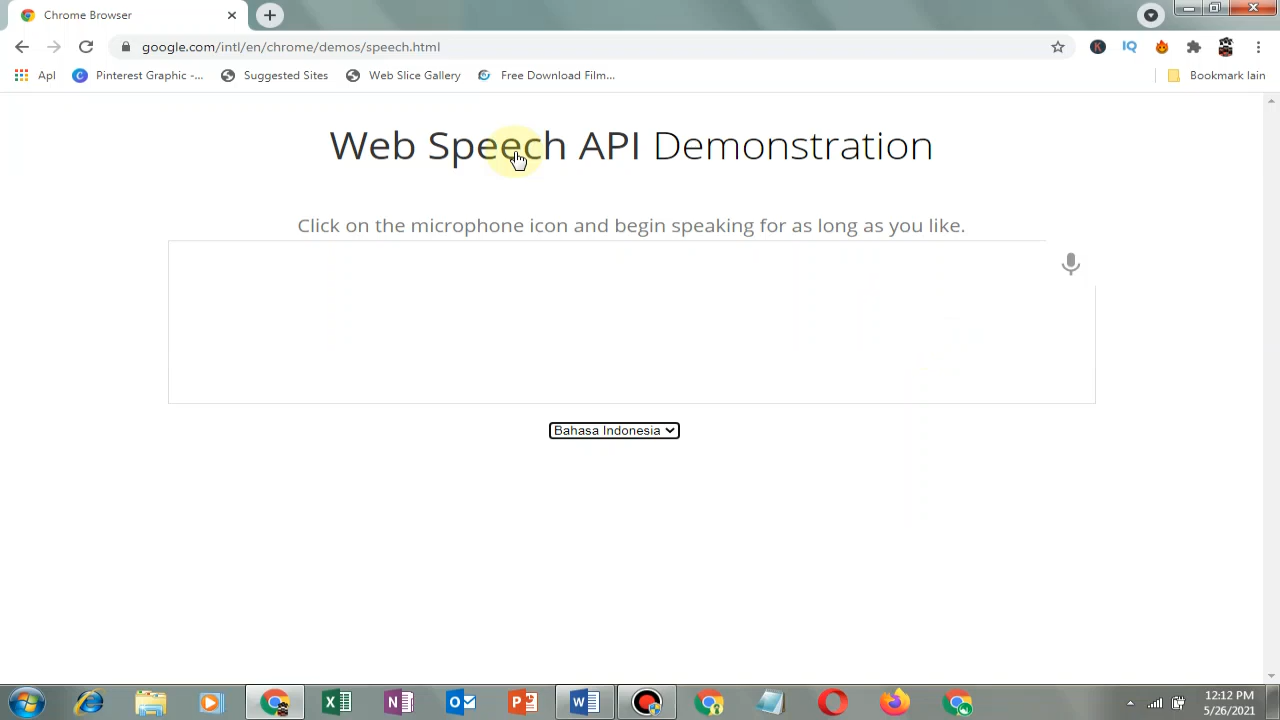 Chrome Browser
google.com/intl/en/chrome/demos/speech.html
K
IQ
Apl
C
Pinterest Graphic -...
Suggested Sites
Web Slice Gallery
Free Download Film...
Bookmark lain
Web Speech API Demonstration
Click on the microphone icon and begin speaking for as long as you like.
Bahasa Indonesia
12:12 PM
5/26/2021